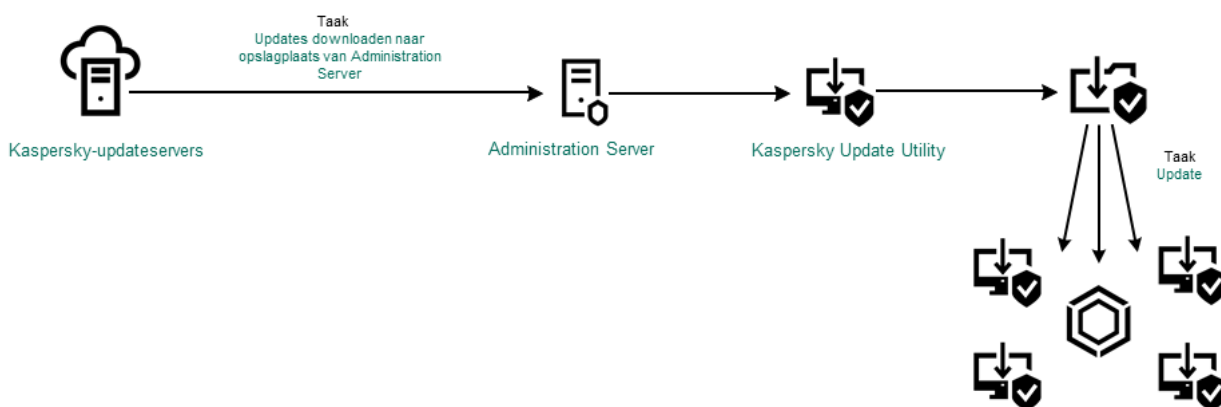 Taak
Updates downloaden naar
opslagplaats van Administration
Server
Kaspersky-updateservers
Administration Server
Kaspersky Update Utility
Taak
Update